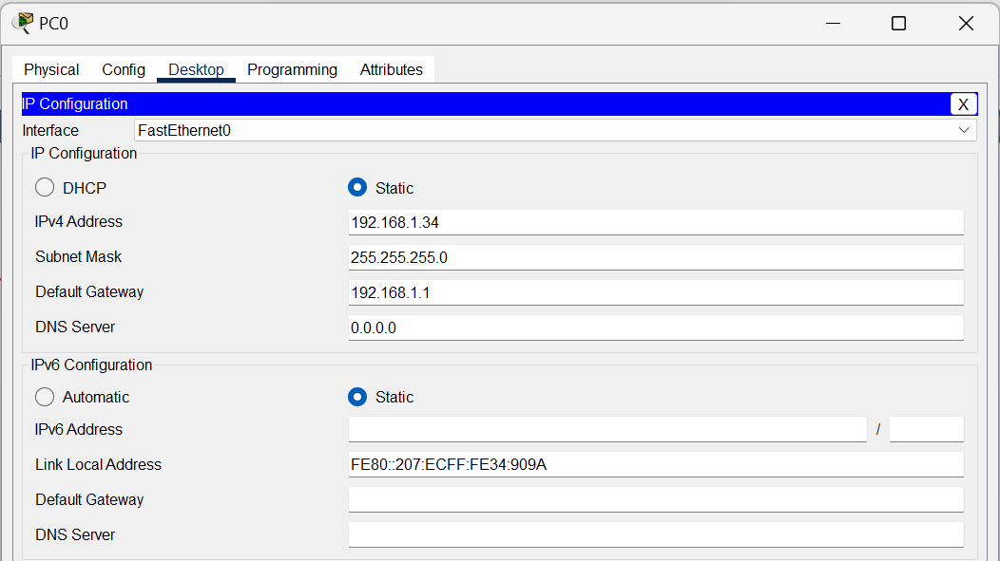 PC0
Physical Config Desktop Programming Attributes
IP Configuration X
Interface FastEthernet0
IP Configuration
DHCP Static
IPv4 Address 192.168.1.34
Subnet Mask 255.255.255.0
Default Gateway 192.168.1.1
DNS Server 0.0.0.0
IPv6 Configuration
Automatic Static
IPv6 Address /
Link Local Address FE80::207:ECFF:FE34:909A
Default Gateway
DNS Server